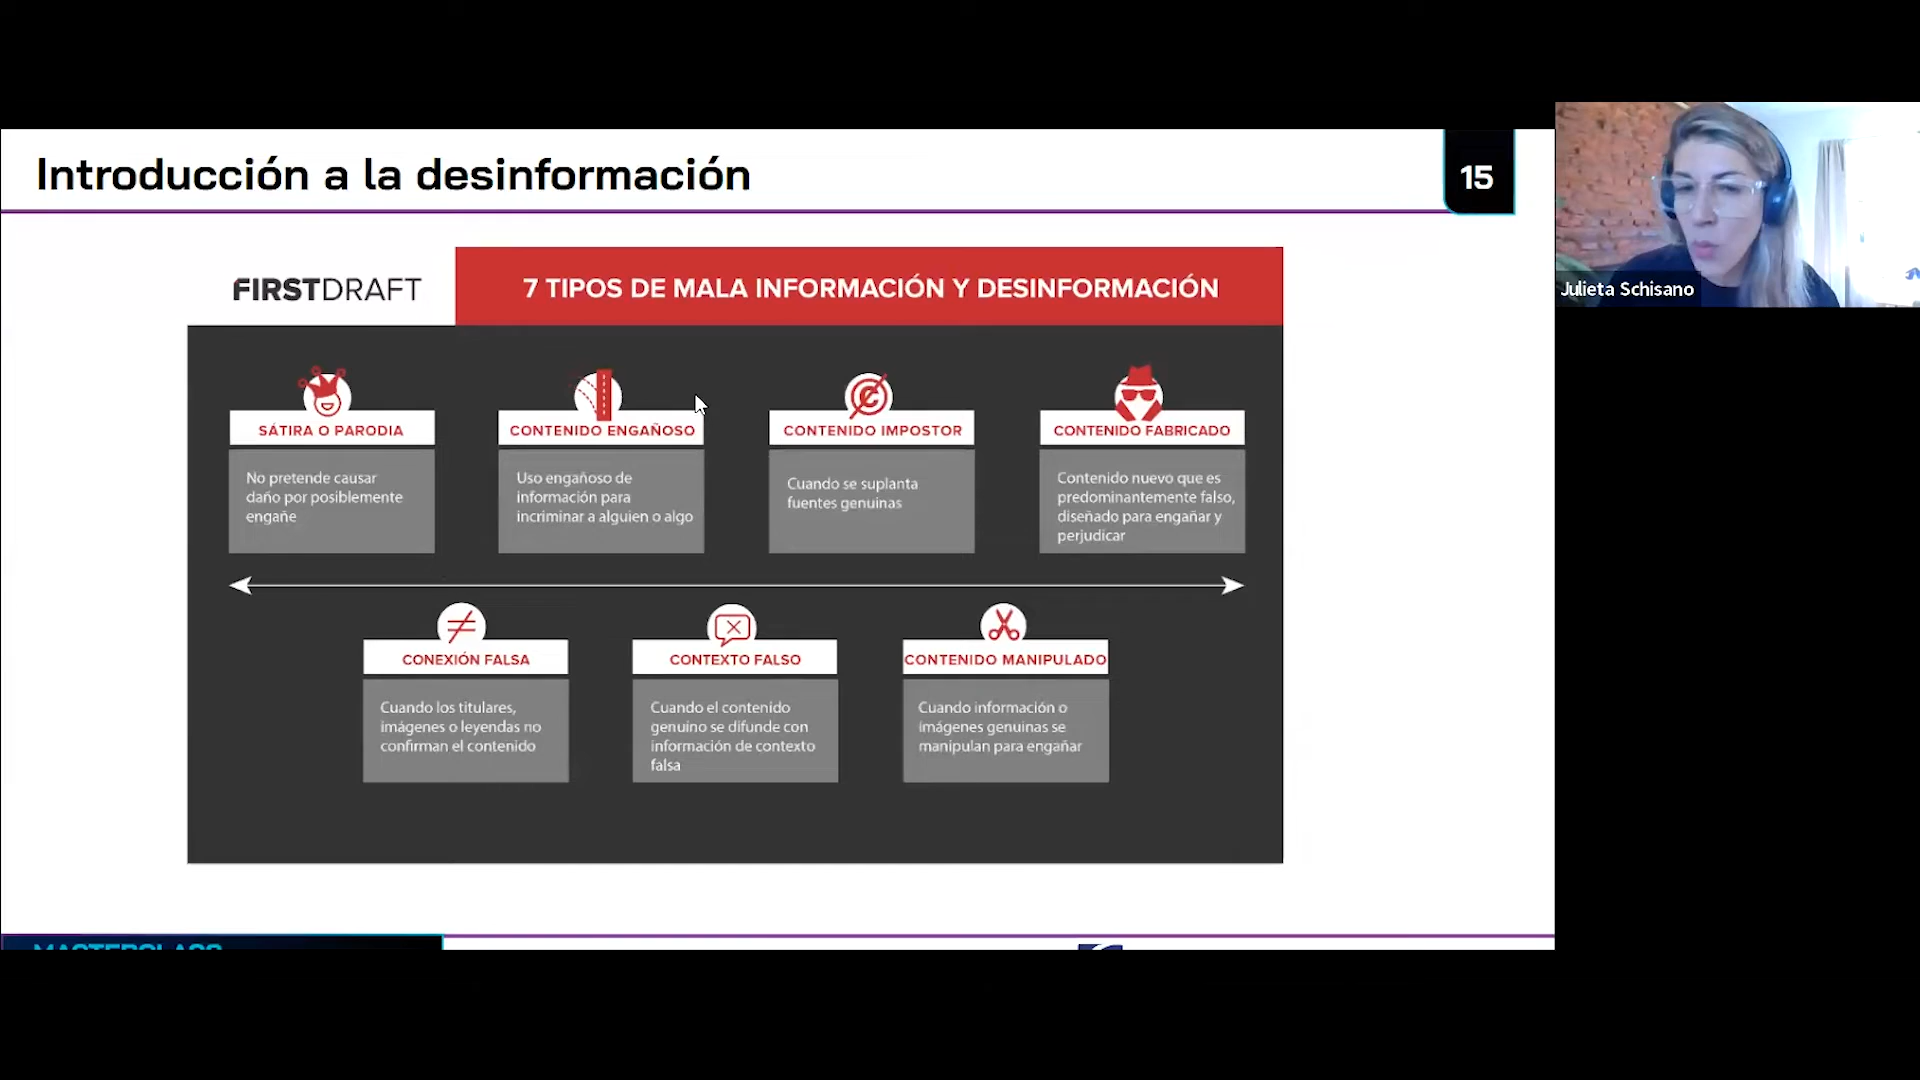 Introducción a la desinformación
15
FIRSTDRAFT
7 TIPOS DE MALA INFORMACIÓN Y DESINFORMACIÓN
SÁTIRA O PARODIA
No pretende causar
daño por posiblemente
engañe
CONTENIDO ENGAÑOSO
Uso engañoso de
información para
incriminar a alguien o algo
CONTENIDO IMPOSTOR
Cuando se suplanta
fuentes genuinas
CONTENIDO FABRICADO
Contenido nuevo que es
predominantemente falso,
diseñado para engañar y
perjudicar
CONEXIÓN FALSA
Cuando los titulares,
imágenes o leyendas no
confirman el contenido
CONTEXTO FALSO
Cuando el contenido
genuino se difunde con
información de contexto
falsa
CONTENIDO MANIPULADO
Cuando información o
imágenes genuinas se
manipulan para engañar
MASTERCLASS
Julieta Schisano